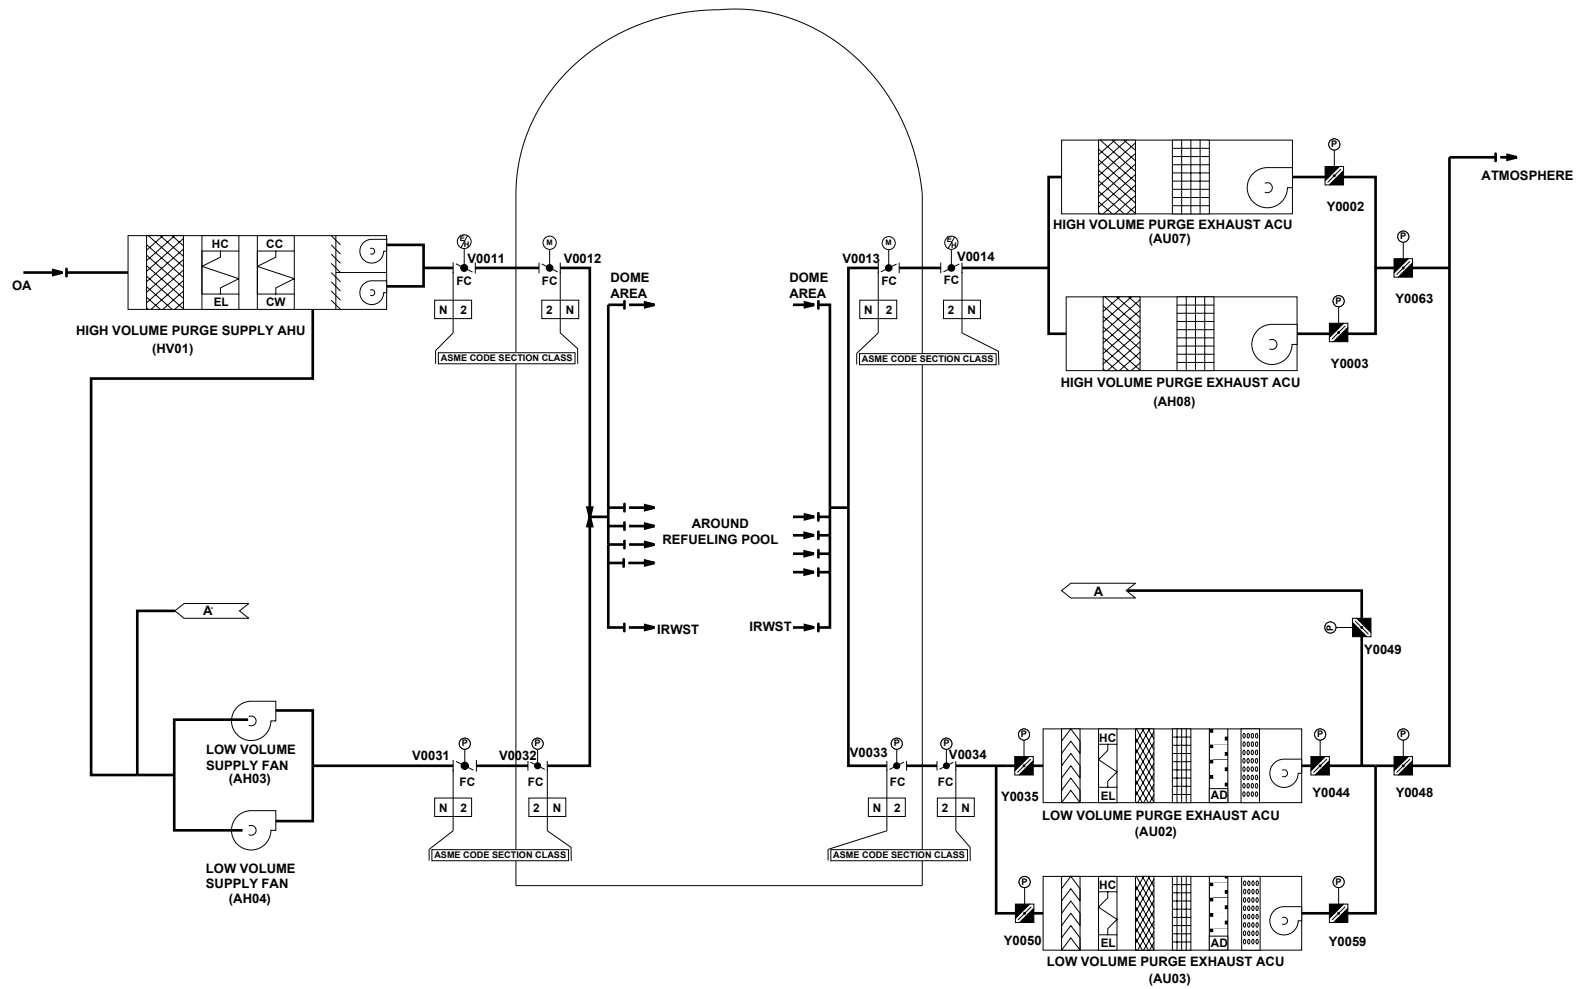 P
Y0002
ATMOSPHERE
HIGH VOLUME PURGE EXHAUST ACU
(AU07)
HC
CC
EL
CW
OA
HIGH VOLUME PURGE SUPPLY AHU
(HV01)
E/H
V0011
FC
M
V0012
FC
N 2
2 N
ASME CODE SECTION CLASS
DOME
AREA
DOME
AREA
V0013
M
FC
E/H
V0014
FC
N 2
2 N
ASME CODE SECTION CLASS
P
Y0063
P
Y0003
HIGH VOLUME PURGE EXHAUST ACU
(AH08)
AROUND
REFUELING POOL
IRWST
IRWST
A
A
P
Y0049
LOW VOLUME
SUPPLY FAN
(AH03)
LOW VOLUME
SUPPLY FAN
(AH04)
V0031
P
FC
V0032
P
FC
N 2
2 N
ASME CODE SECTION CLASS
V0033
P
FC
P
V0034
FC
N 2
2 N
ASME CODE SECTION CLASS
P
Y0035
HC
EL
AD
P
Y0044
P
Y0048
LOW VOLUME PURGE EXHAUST ACU
(AU02)
P
Y0050
HC
EL
AD
P
Y0059
LOW VOLUME PURGE EXHAUST ACU
(AU03)